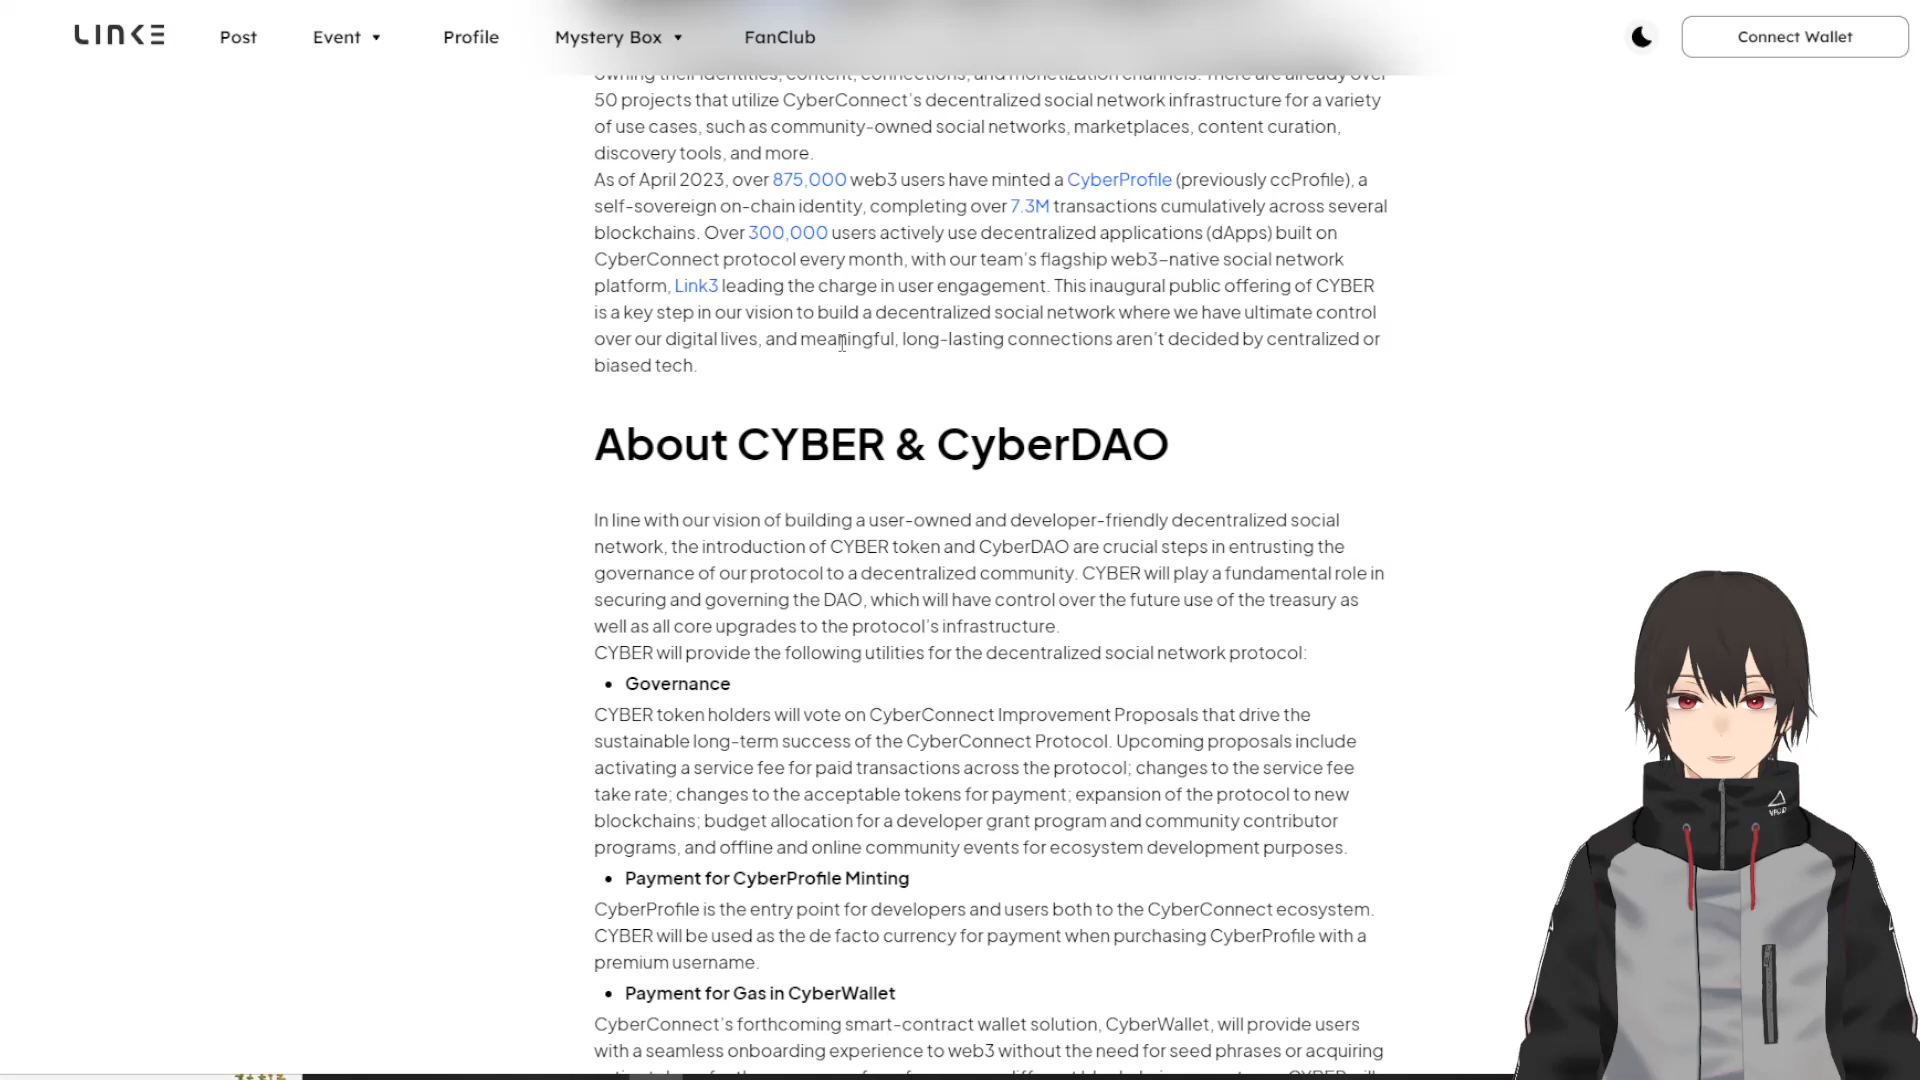 LINKE
Post
Event
Profile
Mystery Box
FanClub
Connect Wallet
owning their identities, content, connections, and monetization channels. There are already over
50 projects that utilize CyberConnect's decentralized social network infrastructure for a variety
of use cases, such as community-owned social networks, marketplaces, content curation,
discovery tools, and more.
As of April 2023, over 875,000 web3 users have minted a CyberProfile (previously ccProfile), a
self-sovereign on-chain identity, completing over 7.3M transactions cumulatively across several
blockchains. Over 300,000 users actively use decentralized applications (dApps) built on
CyberConnect protocol every month, with our team's flagship web3-native social network
platform, Link3 leading the charge in user engagement. This inaugural public offering of CYBER
is a key step in our vision to build a decentralized social network where we have ultimate control
over our digital lives, and meaningful, long-lasting connections aren't decided by centralized or
biased tech.
About CYBER & CyberDAO
In line with our vision of building a user-owned and developer-friendly decentralized social
network, the introduction of CYBER token and CyberDAO are crucial steps in entrusting the
governance of our protocol to a decentralized community. CYBER will play a fundamental role in
securing and governing the DAO, which will have control over the future use of the treasury as
well as all core upgrades to the protocol's infrastructure.
CYBER will provide the following utilities for the decentralized social network protocol:
• Governance
CYBER token holders will vote on CyberConnect Improvement Proposals that drive the
sustainable long-term success of the CyberConnect Protocol. Upcoming proposals include
activating a service fee for paid transactions across the protocol; changes to the service fee
take rate; changes to the acceptable tokens for payment; expansion of the protocol to new
blockchains; budget allocation for a developer grant program and community contributor
programs, and offline and online community events for ecosystem development purposes.
• Payment for CyberProfile Minting
CyberProfile is the entry point for developers and users both to the CyberConnect ecosystem.
CYBER will be used as the de facto currency for payment when purchasing CyberProfile with a
premium username.
• Payment for Gas in CyberWallet
CyberConnect's forthcoming smart-contract wallet solution, CyberWallet, will provide users
with a seamless onboarding experience to web3 without the need for seed phrases or acquiring